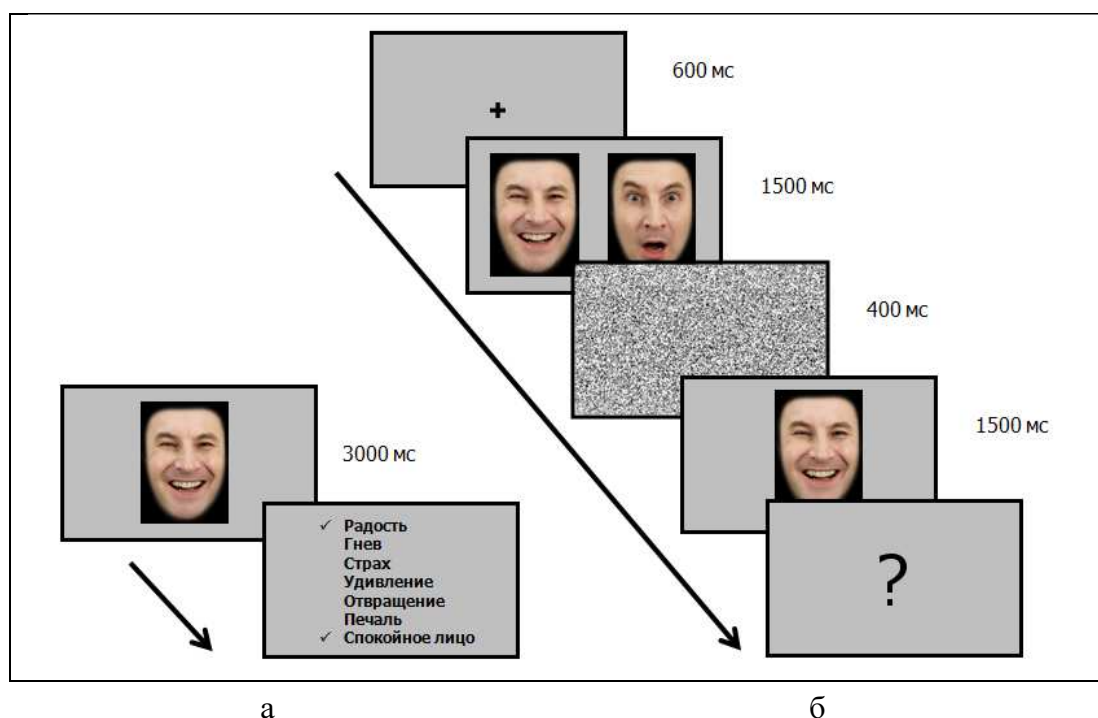 600 мс
+
1500 мс
400 мс
1500 мс
3000 мс
✓ Радость
Гнев
Страх
Удивление
Отвращение
Печаль
✓ Спокойное лицо
?
а
б